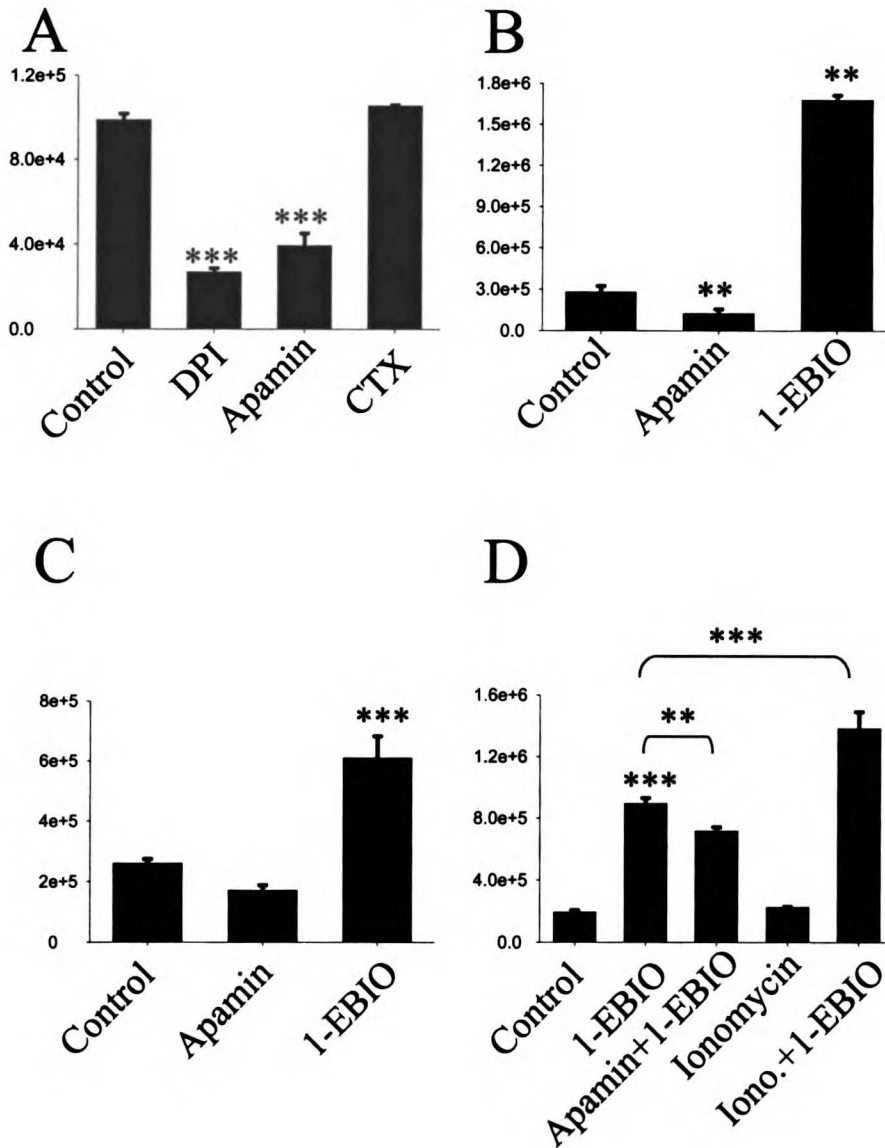 A
1.2e+5
8.0e+4
4.0e+4
0.0
***
***
Control
DPI
Apamin
CTX
B
1.8e+6
1.5e+6
1.2e+6
9.0e+5
6.0e+5
3.0e+5
0.0
**
**
Control
Apamin
1-EBIO
C
8e+5
6e+5
4e+5
2e+5
0
***
Control
Apamin
1-EBIO
D
***
1.6e+6
1.2e+6
8.0e+5
4.0e+5
0.0
**
***
Control
1-EBIO
Apamin+1-EBIO
Ionomycin
Iono.+1-EBIO